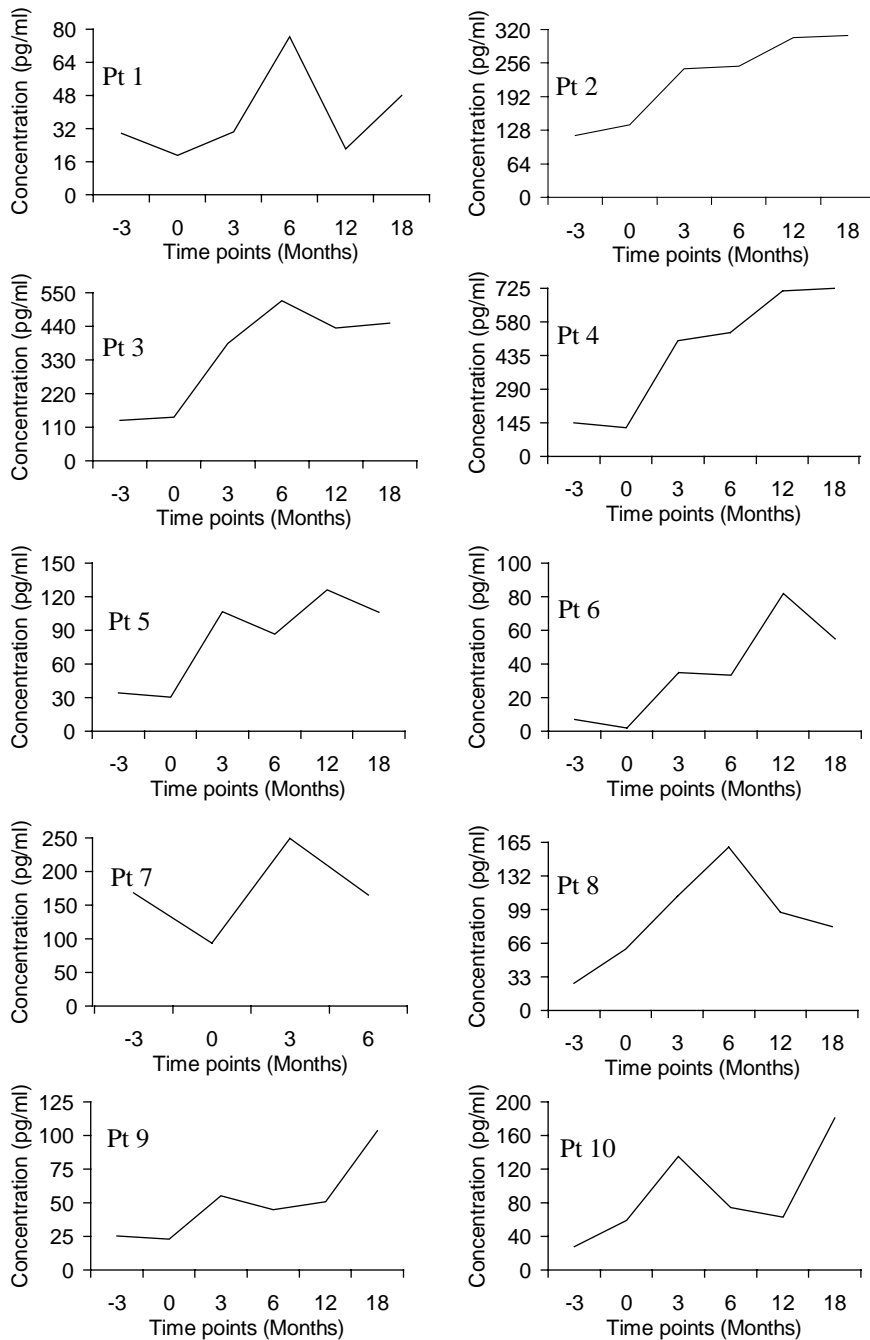 Concentration (pg/ml)
80
64
48
32
16
0
Pt 1
-3 0 3 6 12 18
Time points (Months)
Concentration (pg/ml)
320
256
192
128
64
0
Pt 2
-3 0 3 6 12 18
Time points (Months)
Concentration (pg/ml)
550
440
330
220
110
0
Pt 3
-3 0 3 6 12 18
Time points (Months)
Concentration (pg/ml)
725
580
435
290
145
0
Pt 4
-3 0 3 6 12 18
Time points (Months)
Concentration (pg/ml)
150
120
90
60
30
0
Pt 5
-3 0 3 6 12 18
Time points (Months)
Concentration (pg/ml)
100
80
60
40
20
0
Pt 6
-3 0 3 6 12 18
Time points (Months)
Concentration (pg/ml)
250
200
150
100
50
0
Pt 7
-3 0 3 6
Time points (Months)
Concentration (pg/ml)
165
132
99
66
33
0
Pt 8
-3 0 3 6 12 18
Time points (Months)
Concentration (pg/ml)
125
100
75
50
25
0
Pt 9
-3 0 3 6 12 18
Time points (Months)
Concentration (pg/ml)
200
160
120
80
40
0
Pt 10
-3 0 3 6 12 18
Time points (Months)